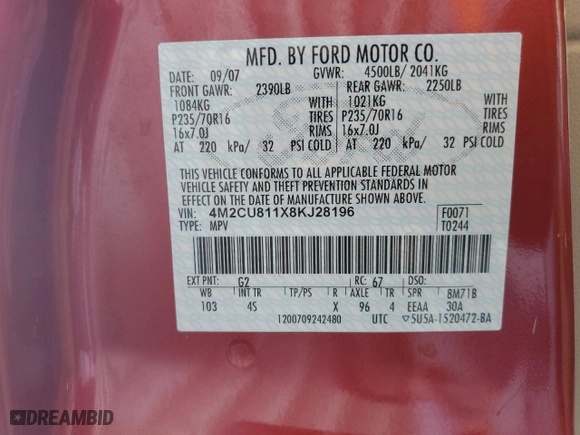 MFD. BY FORD MOTOR CO.
DATE: 09/07 GVWR: 4500LB/ 2041KG
FRONT GAWR: 2390LB REAR GAWR: 2250LB
1084KG WITH 1021KG WITH
P235/70R16 TIRES P235/70R16 TIRES
16x7.0J RIMS 16x7.0J RIMS
AT 220 kPa/ 32 PSI COLD AT 220 kPa/ 32 PSI COLD
THIS VEHICLE CONFORMS TO ALL APPLICABLE FEDERAL MOTOR
VEHICLE SAFETY AND THEFT PREVENTION STANDARDS IN
EFFECT ON THE DATE OF MANUFACTURE SHOWN ABOVE.
VIN: 4M2CU811X8KJ28196 F0071
TYPE: MPV T0244
EXT PNT: G2 RC: 67 DSO:
WB INT TR TP/PS R AXLE TR SPR BM71B
103 4S X 96 4 EEAA 30A
1200709242480 UTC ▽5U5A-1520472-BA
Ford
DREAMBID